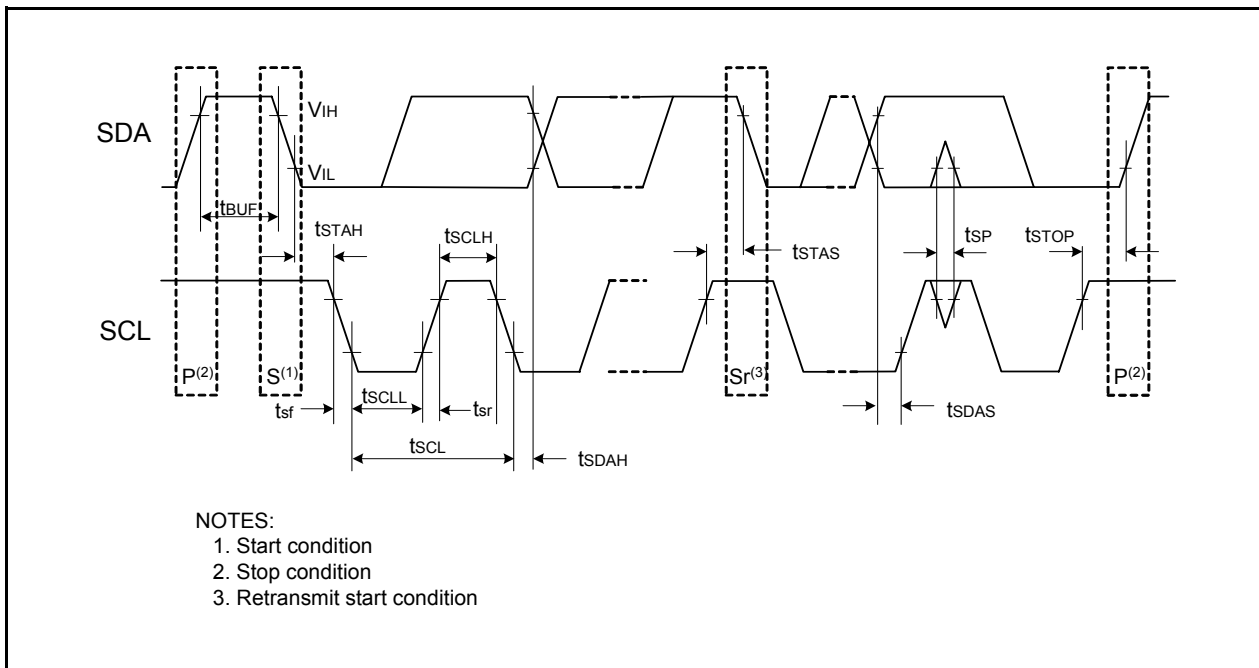 SDA
VIH
VIL
tBUF
tSTAH
tSCLH
tSTAS
tSP
tSTOP
SCL
P(2)
S(1)
Sr(3)
P(2)
tsf
tSCLL
tsr
tSDAS
tSCL
tSDAH
NOTES:
1. Start condition
2. Stop condition
3. Retransmit start condition